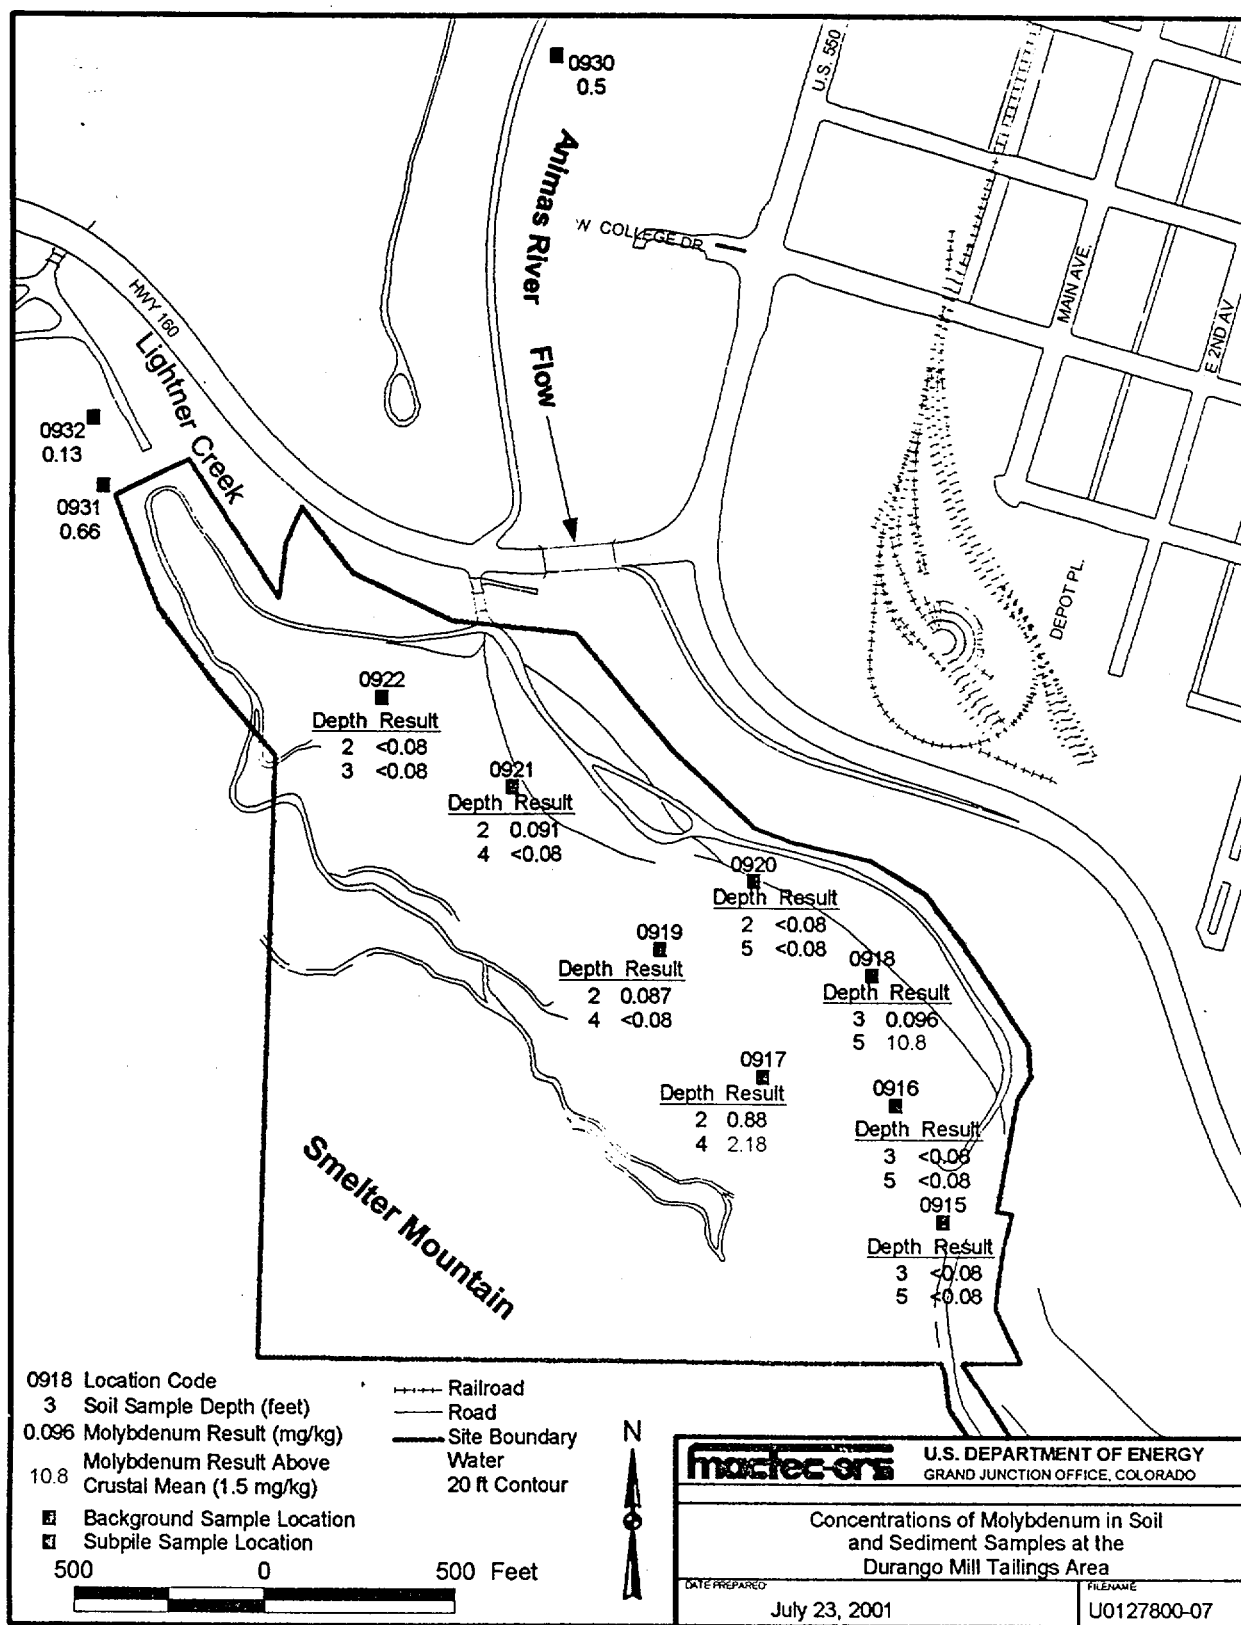 0930
0.5
U.S. 550
Animas River Flow
W COLLEGE DR
MAIN AVE.
E 2ND AV
HWY 160
Lightner Creek
0932
0.13
0931
0.66
DEPOT PL.
0922
Depth Result
2 <0.08
3 <0.08
0921
Depth Result
2 0.091
4 <0.08
0920
Depth Result
2 <0.08
5 <0.08
0919
Depth Result
2 0.087
4 <0.08
0918
Depth Result
3 0.096
5 10.8
0917
Depth Result
2 0.88
4 2.18
0916
Depth Result
3 <0.08
5 <0.08
0915
Depth Result
3 <0.08
5 <0.08
Smelter Mountain
0918 Location Code
3 Soil Sample Depth (feet)
0.096 Molybdenum Result (mg/kg)
10.8 Molybdenum Result Above
Crustal Mean (1.5 mg/kg)
Background Sample Location
Subpile Sample Location
Railroad
Road
Site Boundary
Water
20 ft Contour
N
500 0 500 Feet
mactec-ers
U.S. DEPARTMENT OF ENERGY
GRAND JUNCTION OFFICE, COLORADO
Concentrations of Molybdenum in Soil
and Sediment Samples at the
Durango Mill Tailings Area
DATE PREPARED:
July 23, 2001
FILENAME
U0127800-07